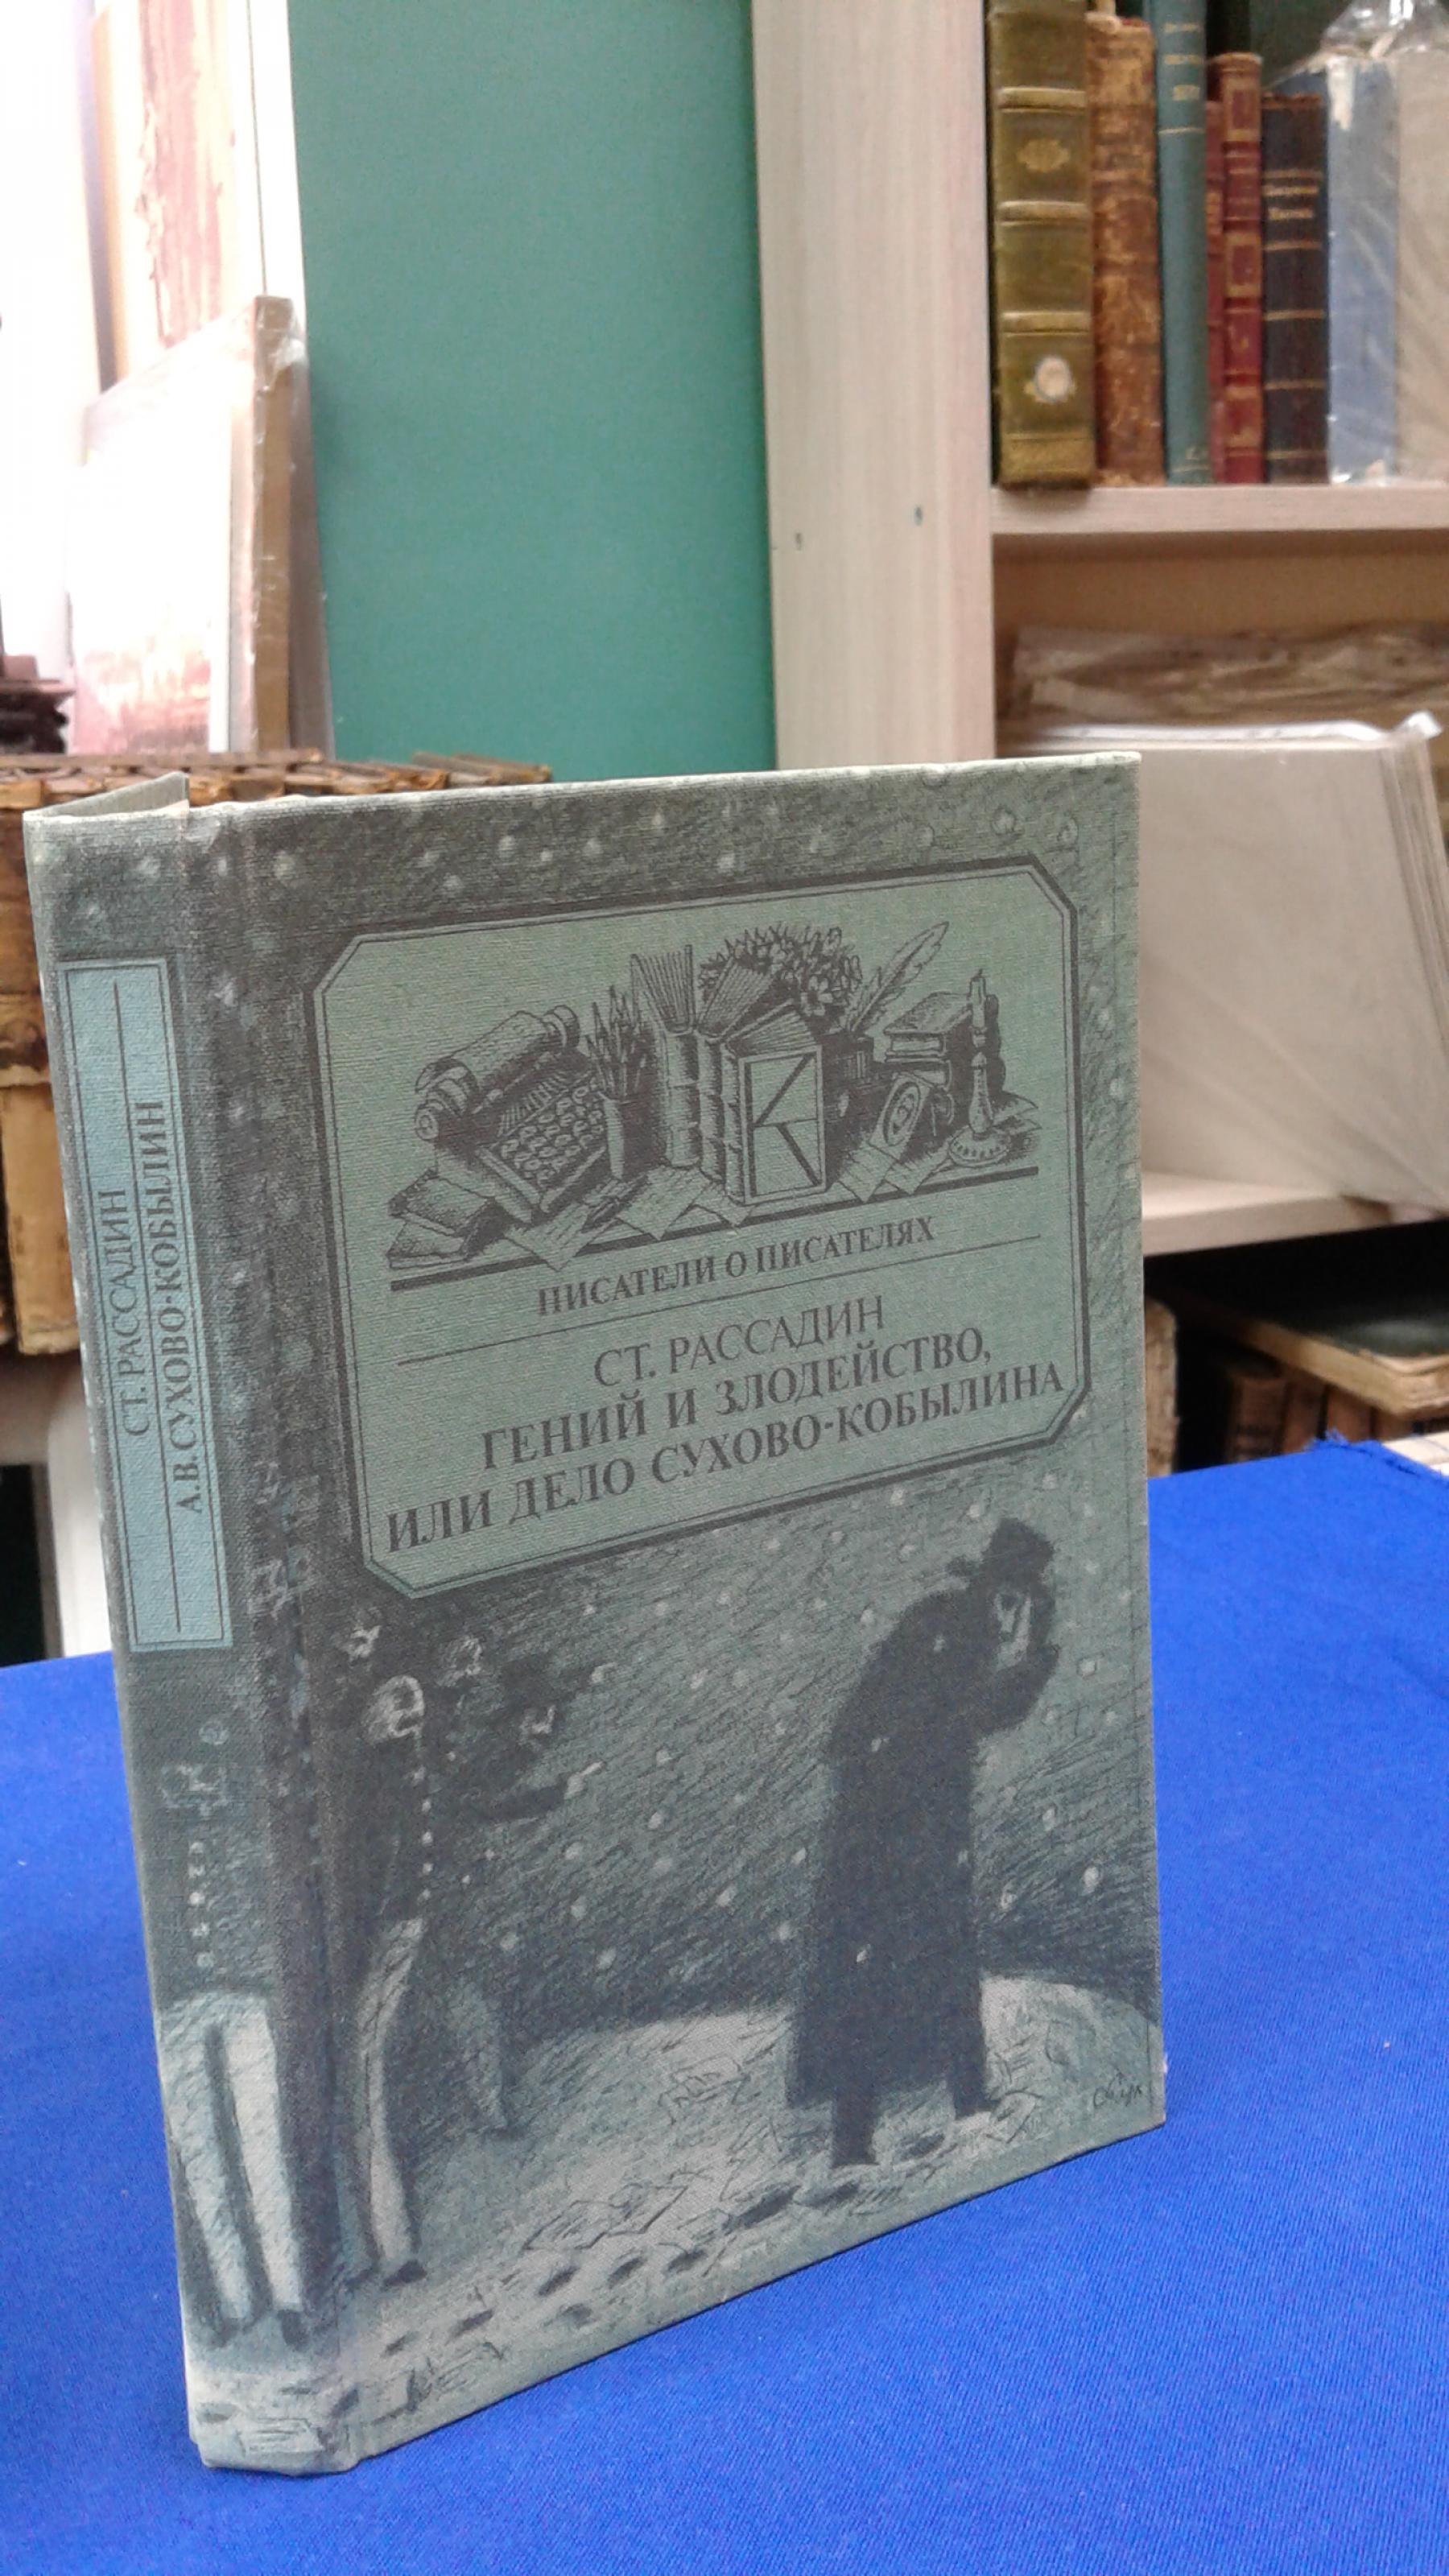 ПИСАТЕЛИ О ПИСАТЕЛЯХ
СТ. РАССАДИН
ГЕНИЙ И ЗЛОДЕЙСТВО,
ИЛИ ДЕЛО СУХОВО-КОБЫЛИНА
СТ. РАССАДИН
А.В.СУХОВО-КОБЫЛИН